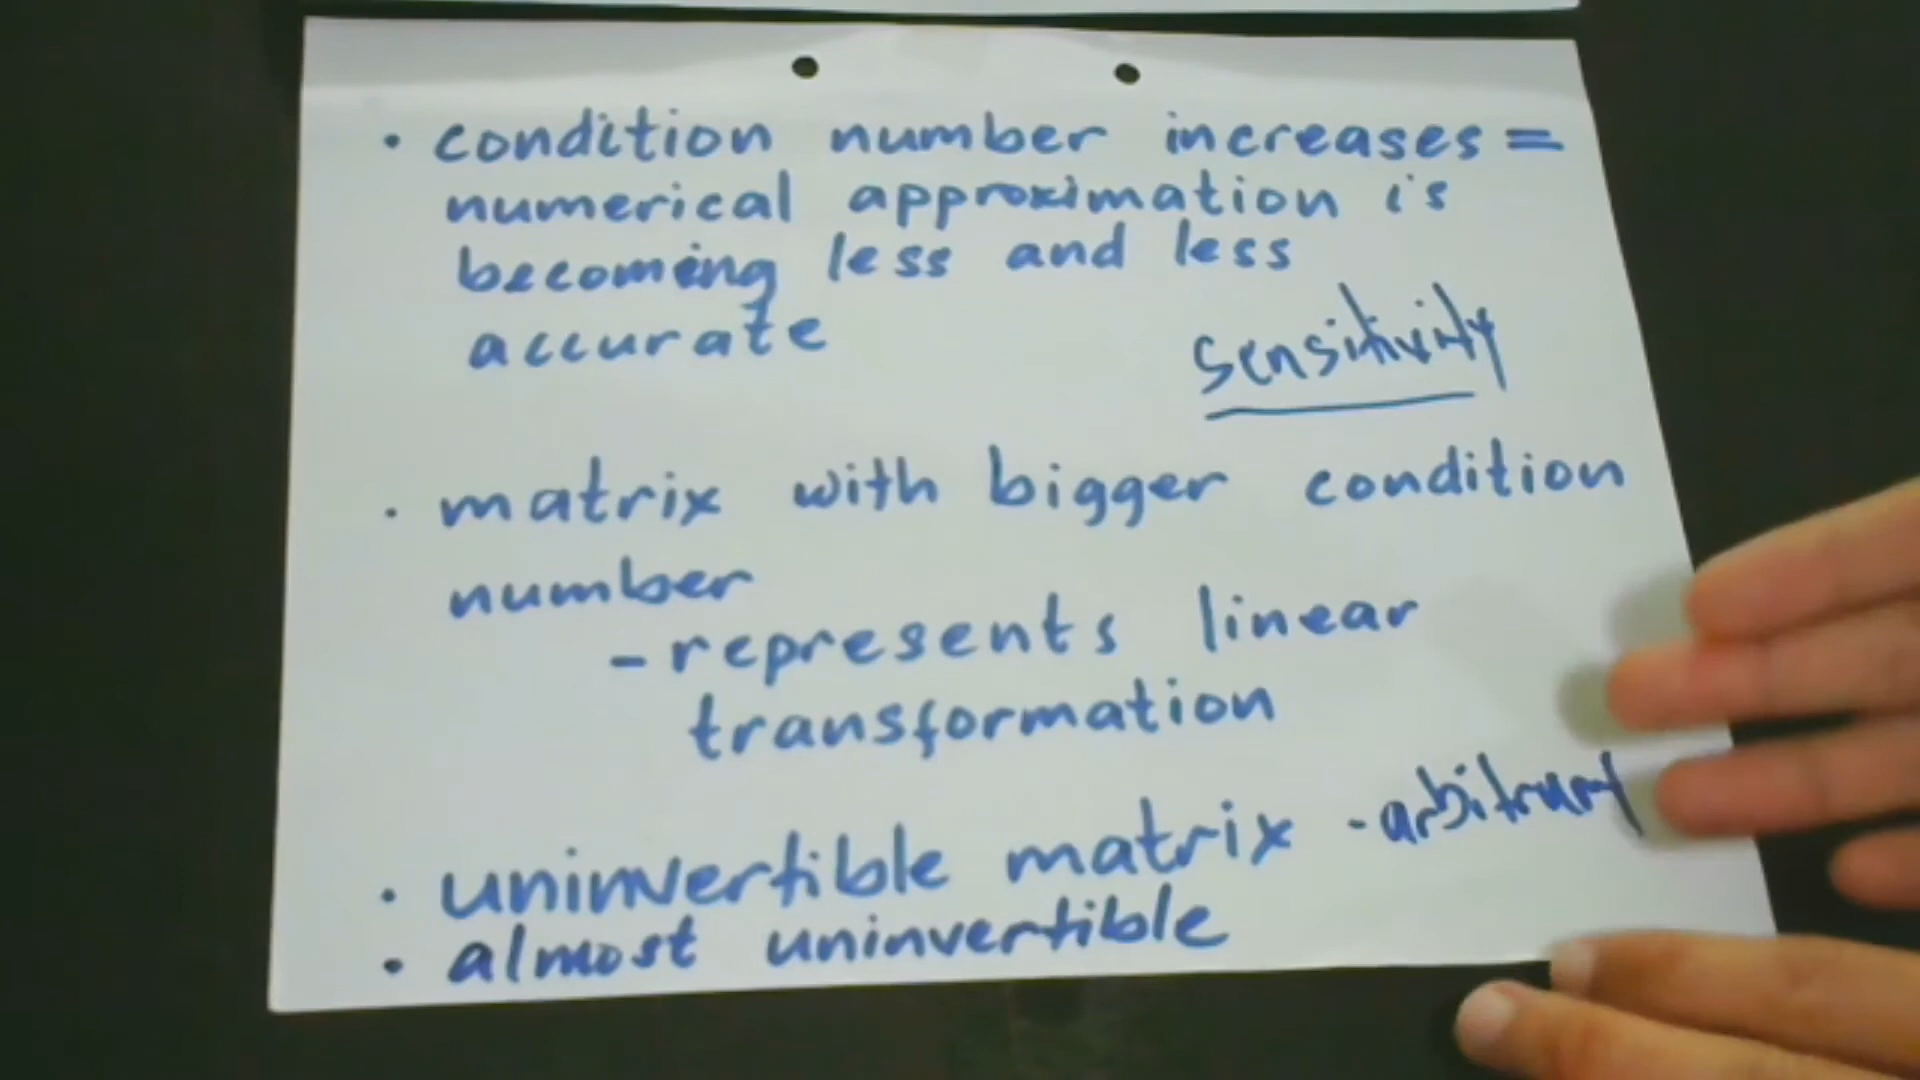 • condition number increases =
numerical approximation is
becoming less and less
accurate
sensitivity
• matrix with bigger condition
number
- represents linear
transformation
• uninvertible matrix - arbitrary
• almost uninvertible